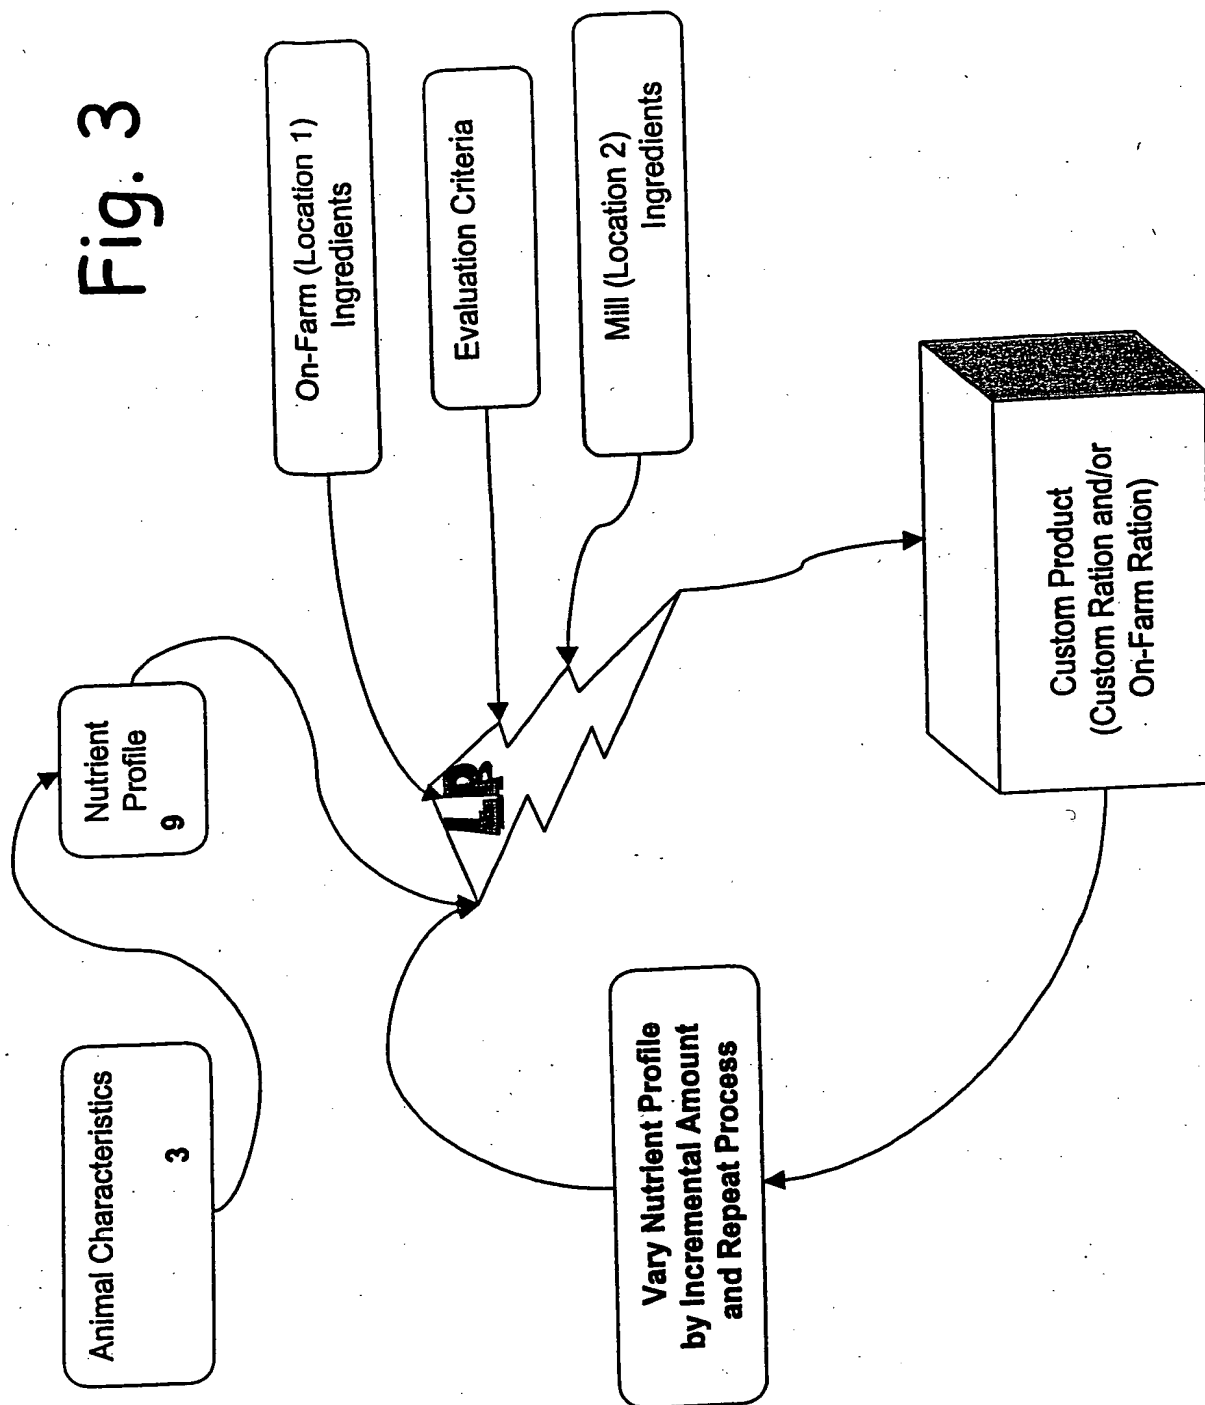 Fig. 3
Animal Characteristics
3
Nutrient
Profile
9
On-Farm (Location 1)
Ingredients
Evaluation Criteria
Mill (Location 2)
Ingredients
LP
Vary Nutrient Profile
by Incremental Amount
and Repeat Process
Custom Product
(Custom Ration and/or
On-Farm Ration)